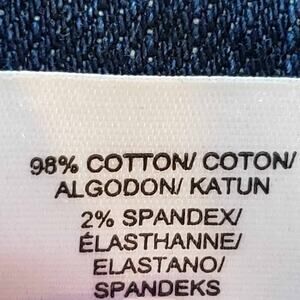 98% COTTON/ COTON/
ALGODON/ KATUN
2% SPANDEX/
ÉLASTHANNE/
ELASTANO/
SPANDEKS